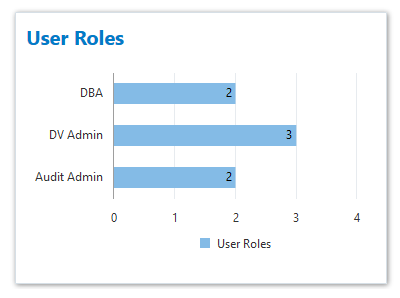 User Roles
DBA 2
DV Admin 3
Audit Admin 2
0 1 2 3 4
User Roles